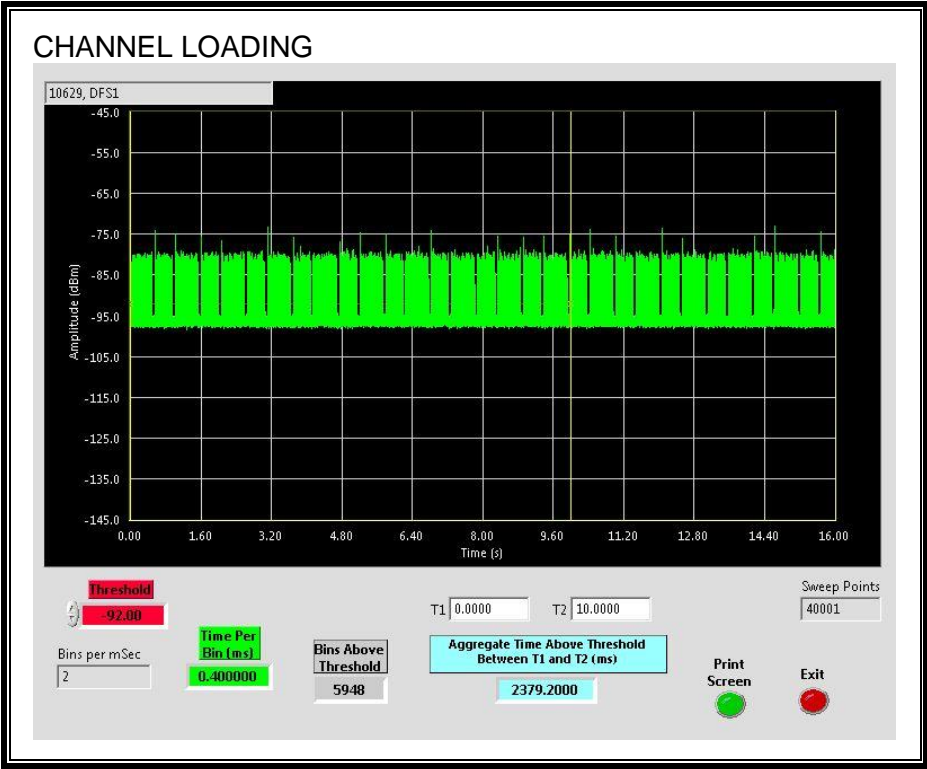 CHANNEL LOADING
10629, DFS1
-45.0
-55.0
-65.0
-75.0
-85.0
-95.0
-105.0
-115.0
-125.0
-135.0
-145.0
Amplitude (dBm)
0.00 1.60 3.20 4.80 6.40 8.00 9.60 11.20 12.80 14.40 16.00
Time (s)
Threshold
-92.00
Bins per mSec
2
Time Per
Bin (ms)
0.400000
Bins Above
Threshold
5948
T1 0.0000 T2 10.0000
Aggregate Time Above Threshold
Between T1 and T2 (ms)
2379.2000
Sweep Points
40001
Print
Screen
Exit